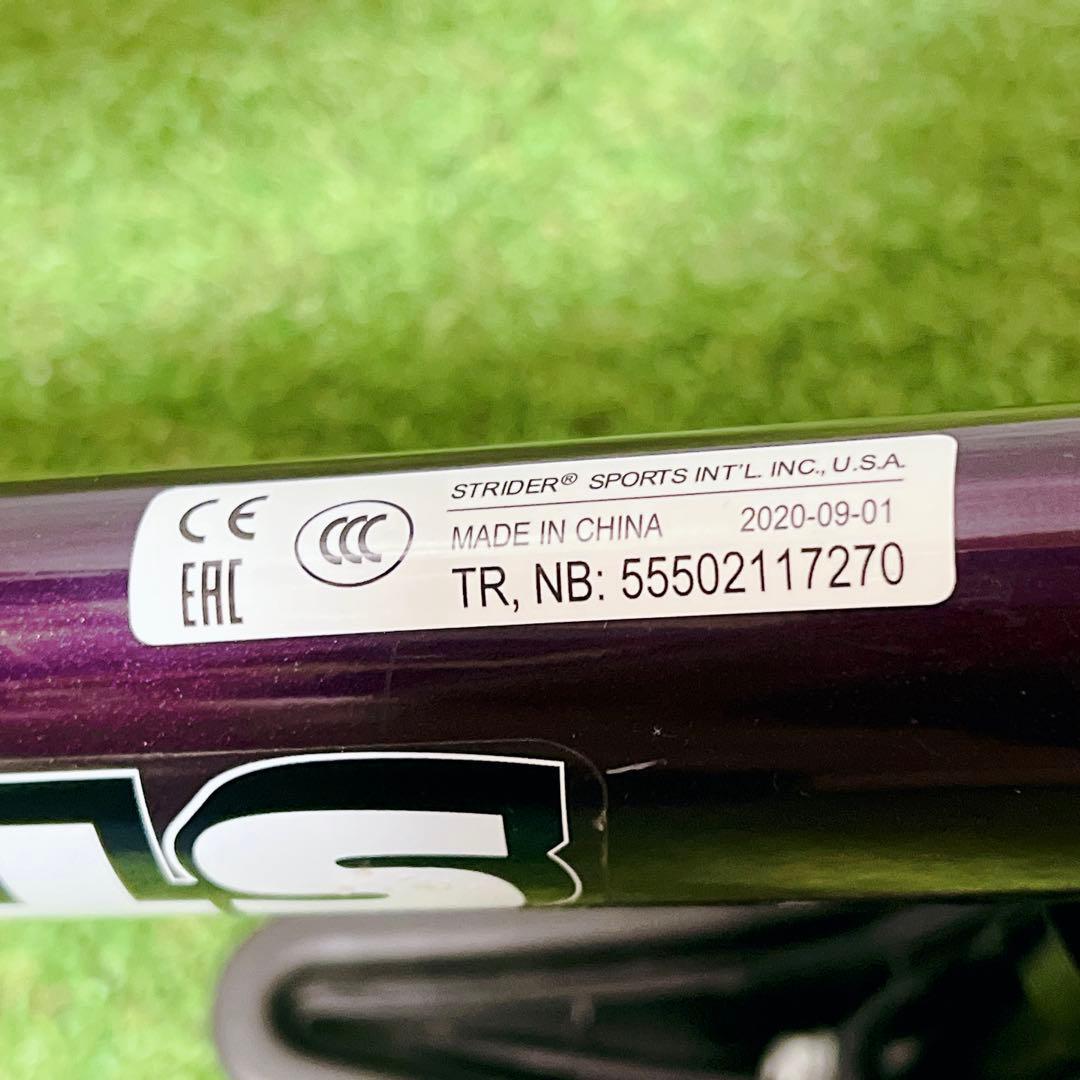 CE
EAC
CCC
STRIDER® SPORTS INT'L. INC., U.S.A.
MADE IN CHINA 2020-09-01
TR, NB: 55502117270